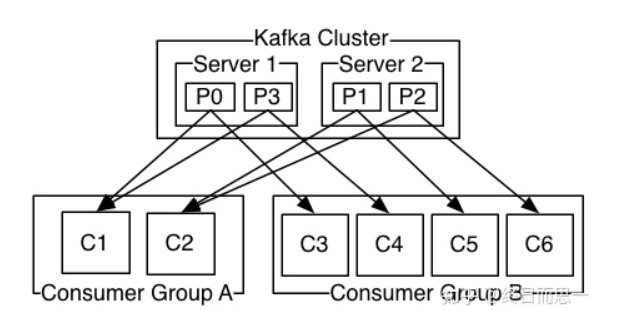 Kafka Cluster
Server 1
Server 2
P0
P3
P1
P2
C1
C2
C3
C4
C5
C6
Consumer Group A
Consumer Group B
知乎 @终日而思一